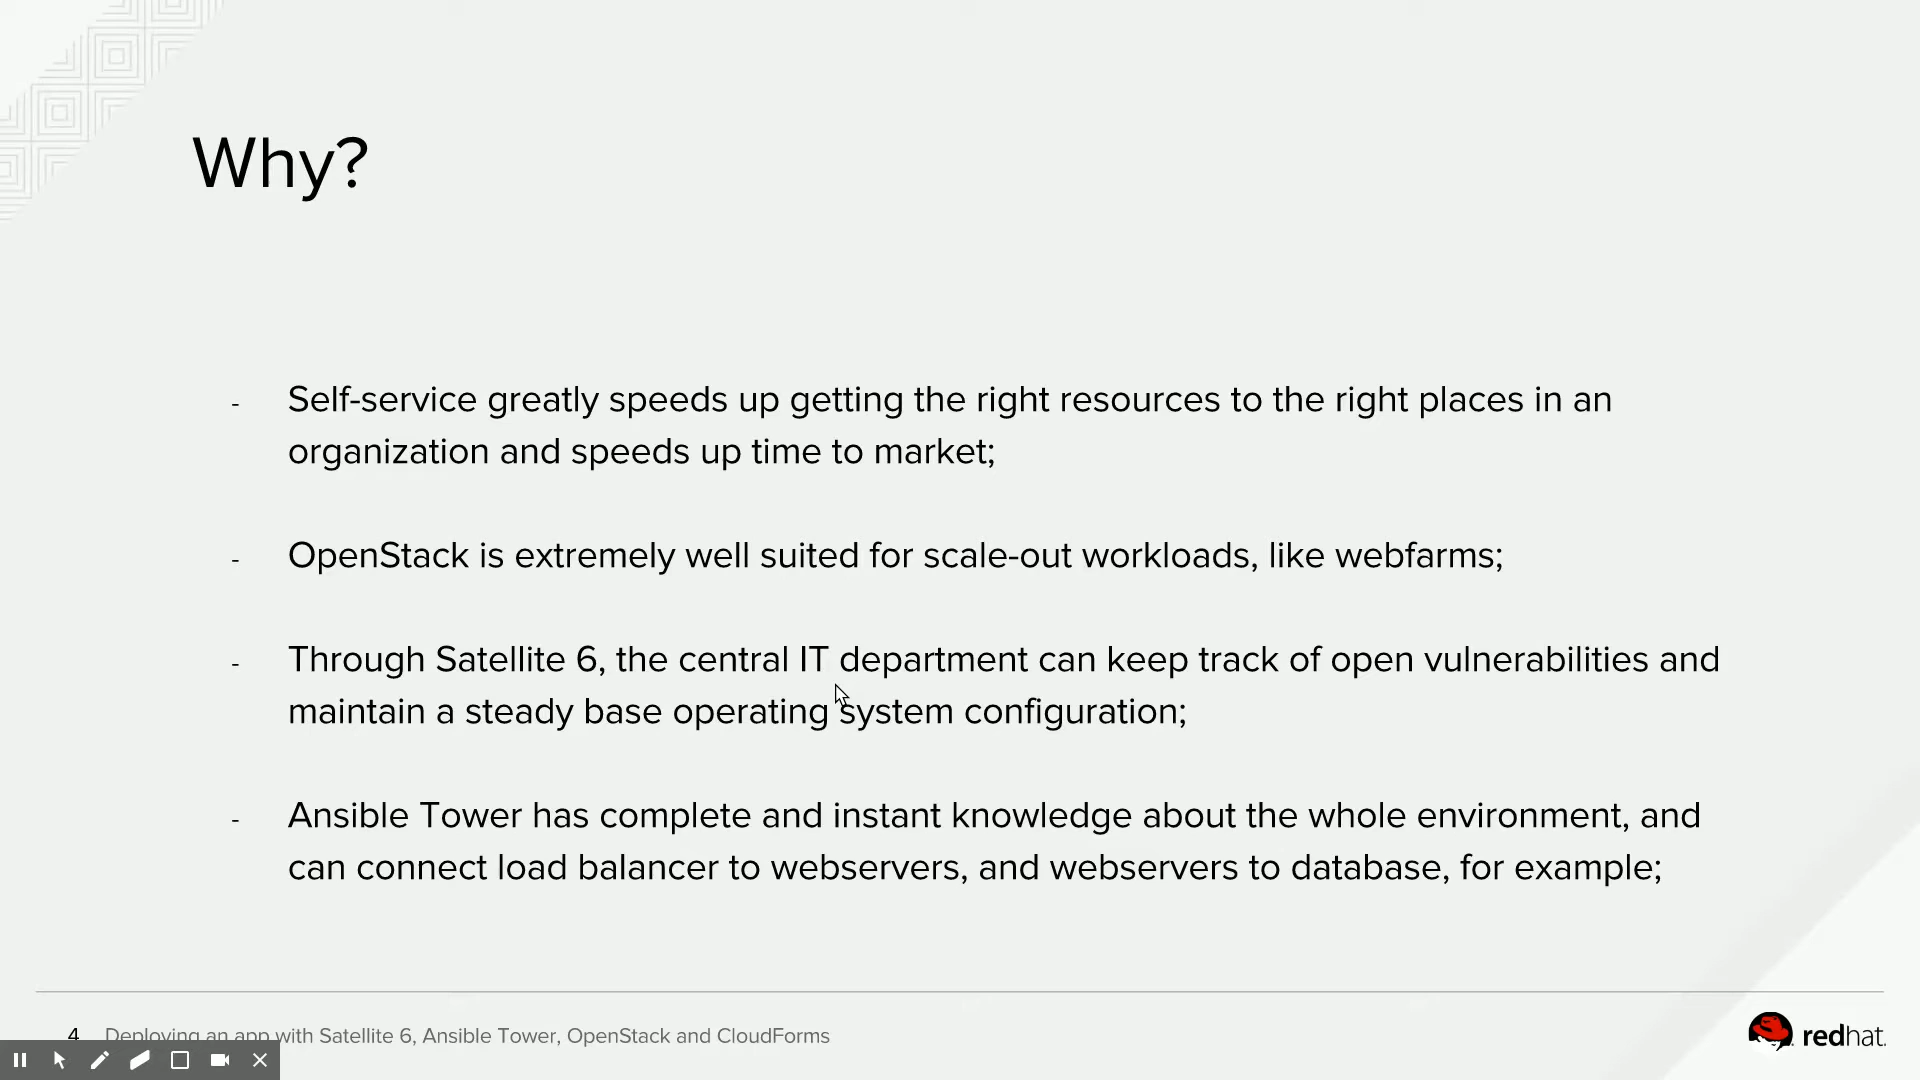 Why?
- Self-service greatly speeds up getting the right resources to the right places in an
organization and speeds up time to market;
- OpenStack is extremely well suited for scale-out workloads, like webfarms;
- Through Satellite 6, the central IT department can keep track of open vulnerabilities and
maintain a steady base operating system configuration;
- Ansible Tower has complete and instant knowledge about the whole environment, and
can connect load balancer to webservers, and webservers to database, for example;
4 Deploying an app with Satellite 6, Ansible Tower, OpenStack and CloudForms
redhat.